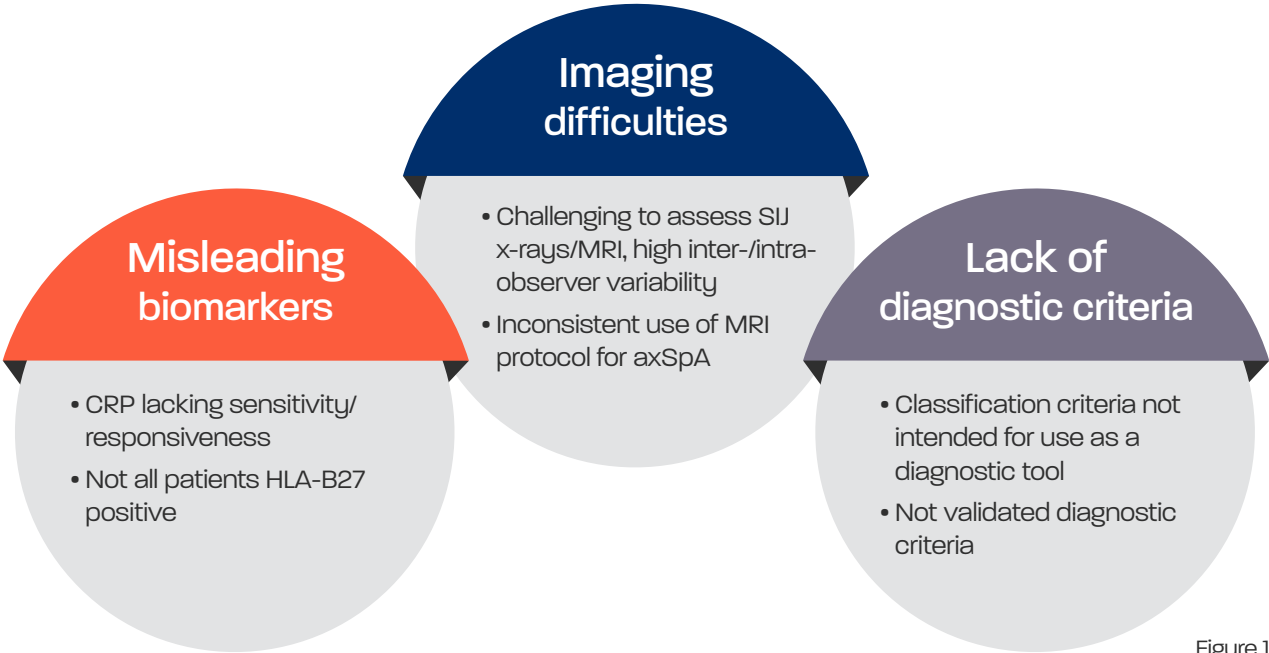 Misleading
biomarkers
• CRP lacking sensitivity/
responsiveness
• Not all patients HLA-B27
positive
Imaging
difficulties
• Challenging to assess SIJ
x-rays/MRI, high inter-/intra-
observer variability
• Inconsistent use of MRI
protocol for axSpA
Lack of
diagnostic criteria
• Classification criteria not
intended for use as a
diagnostic tool
• Not validated diagnostic
criteria
Figure 1